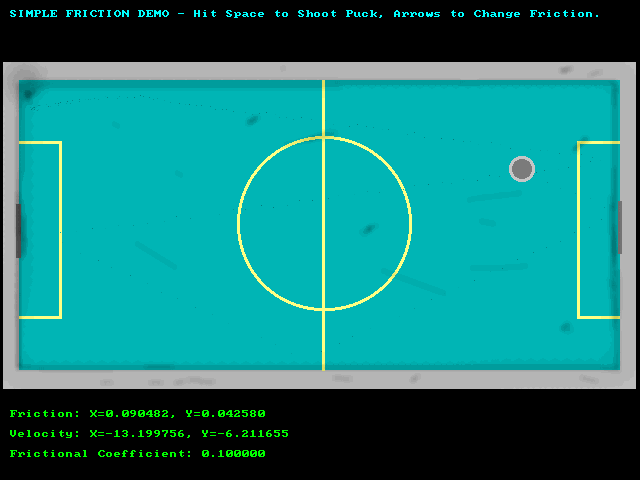 SIMPLE FRICTION DEMO - Hit Space to Shoot Puck, Arrows to Change Friction.
Friction: X=0.090482, Y=0.042580
Velocity: X=-13.199756, Y=-6.211655
Frictional Coefficient: 0.100000